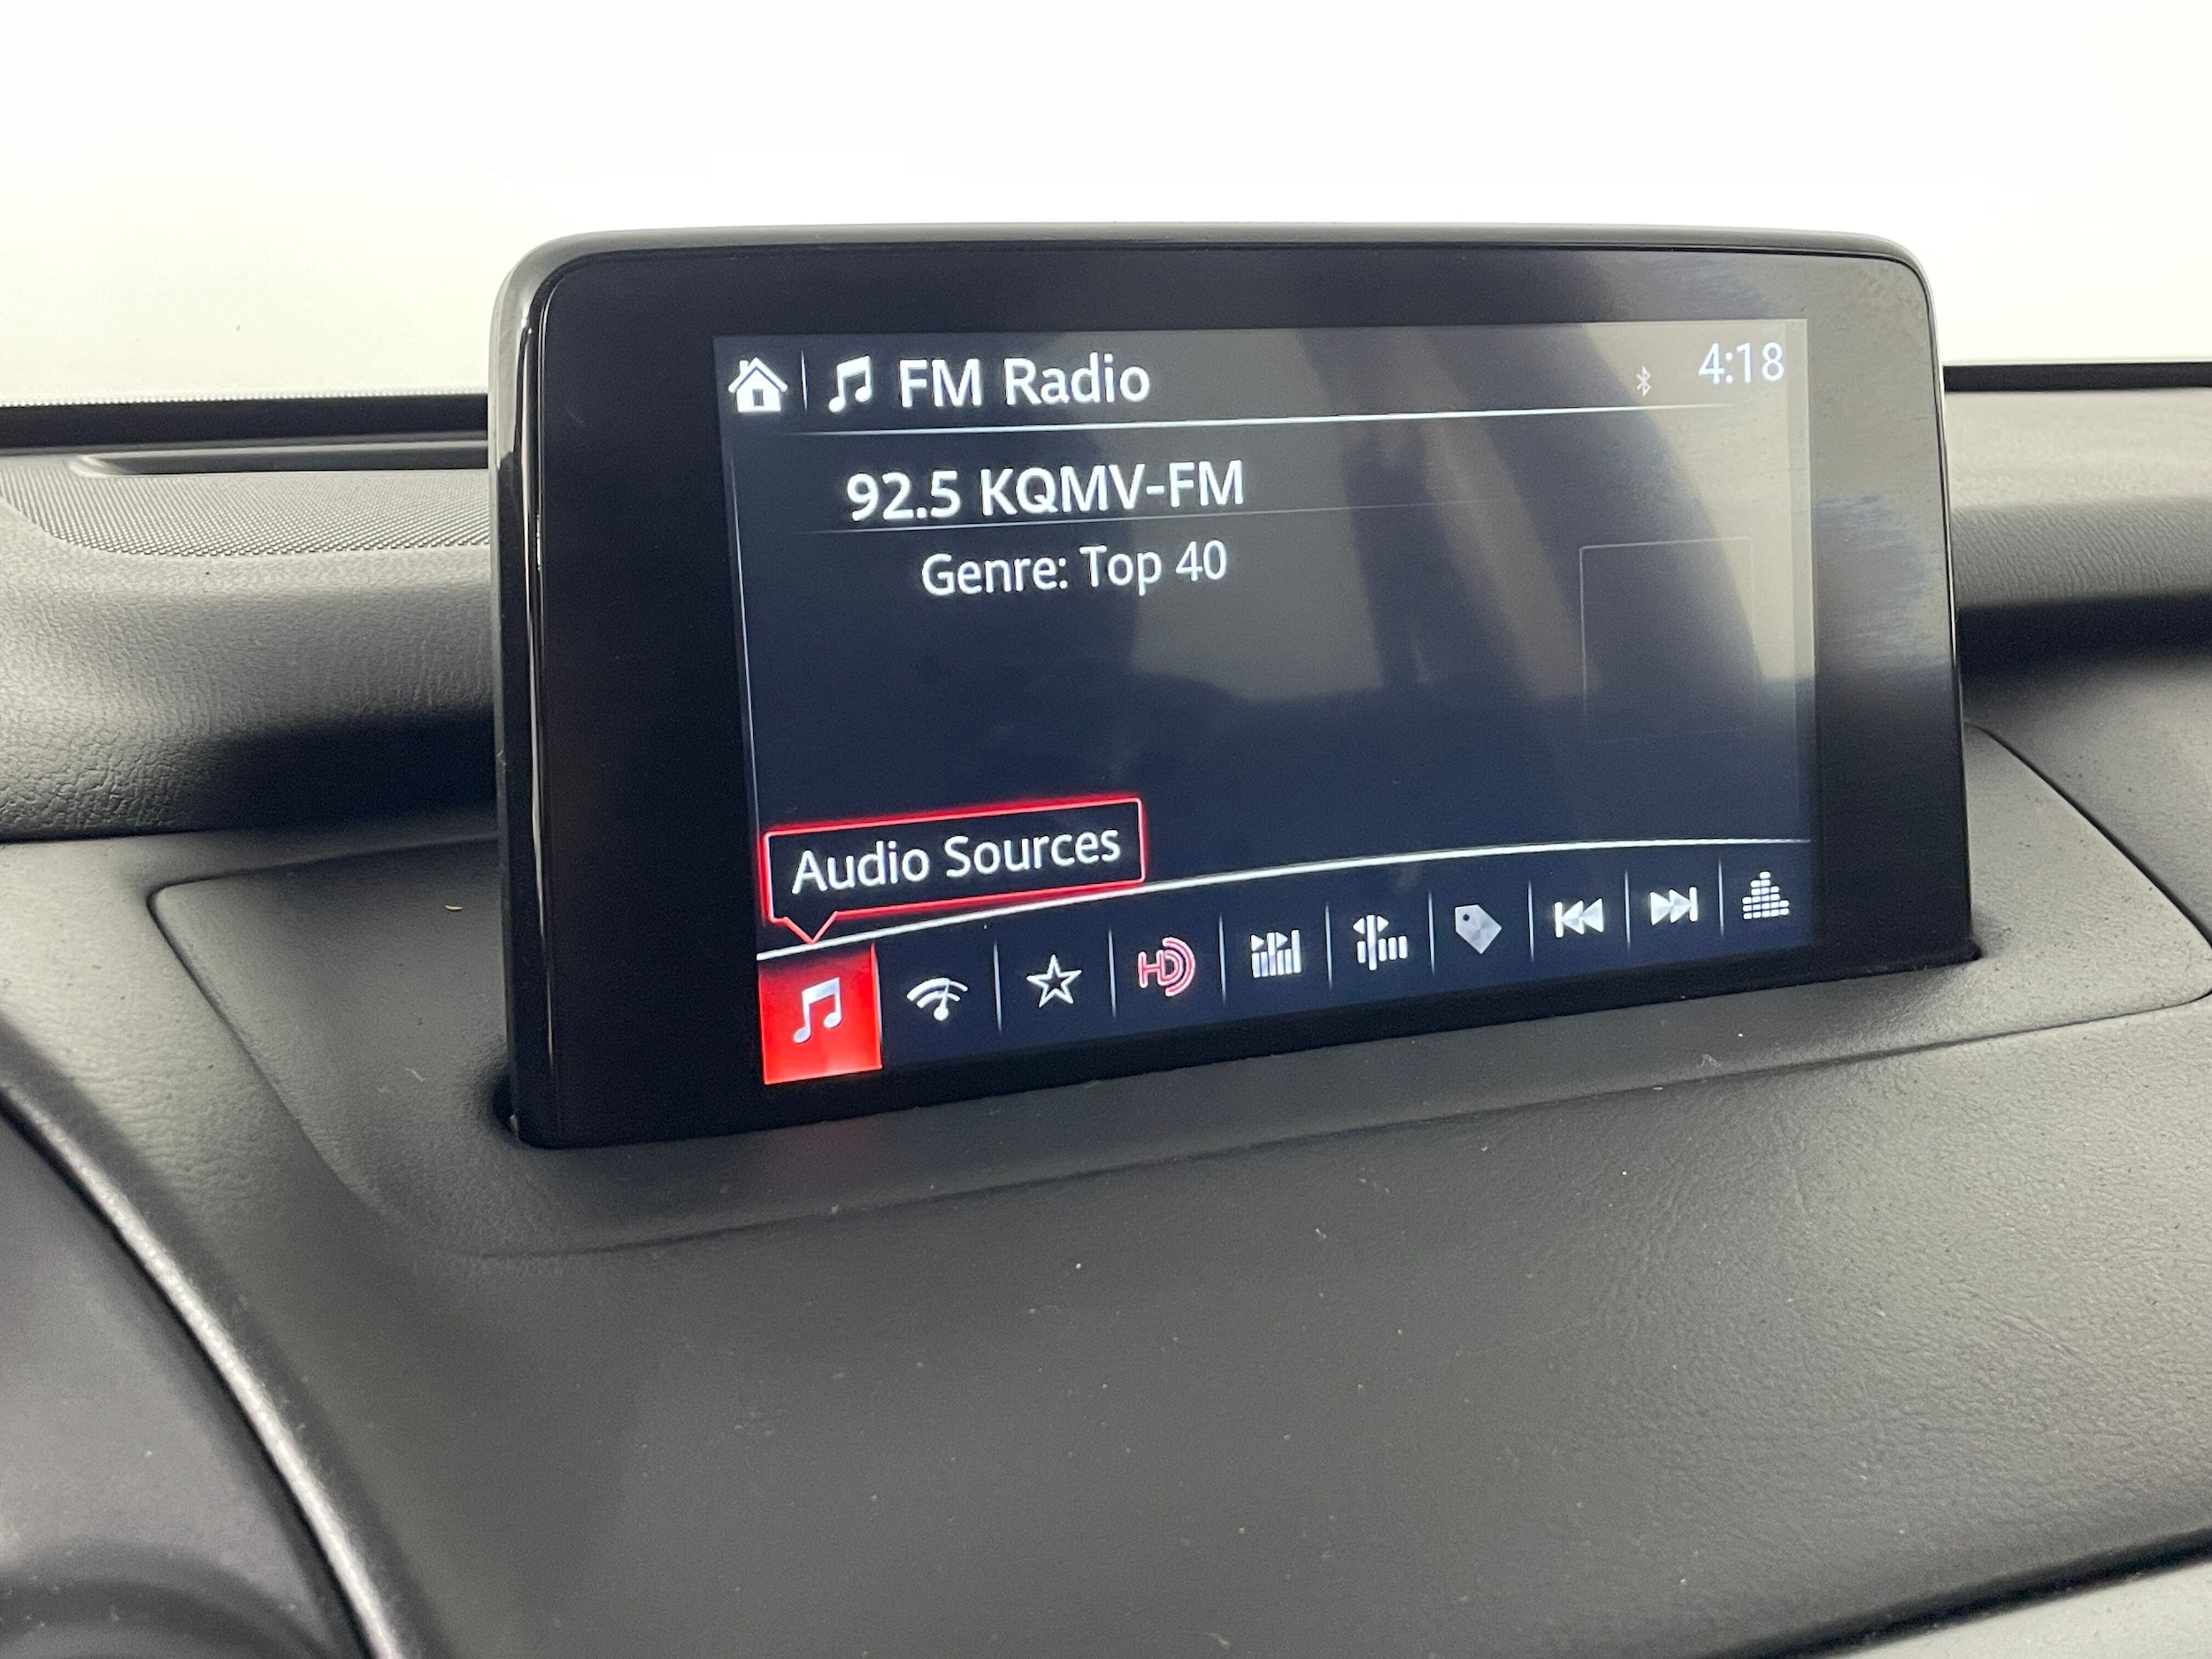 FM Radio
4:18
92.5 KQMV-FM
Genre: Top 40
Audio Sources
HD